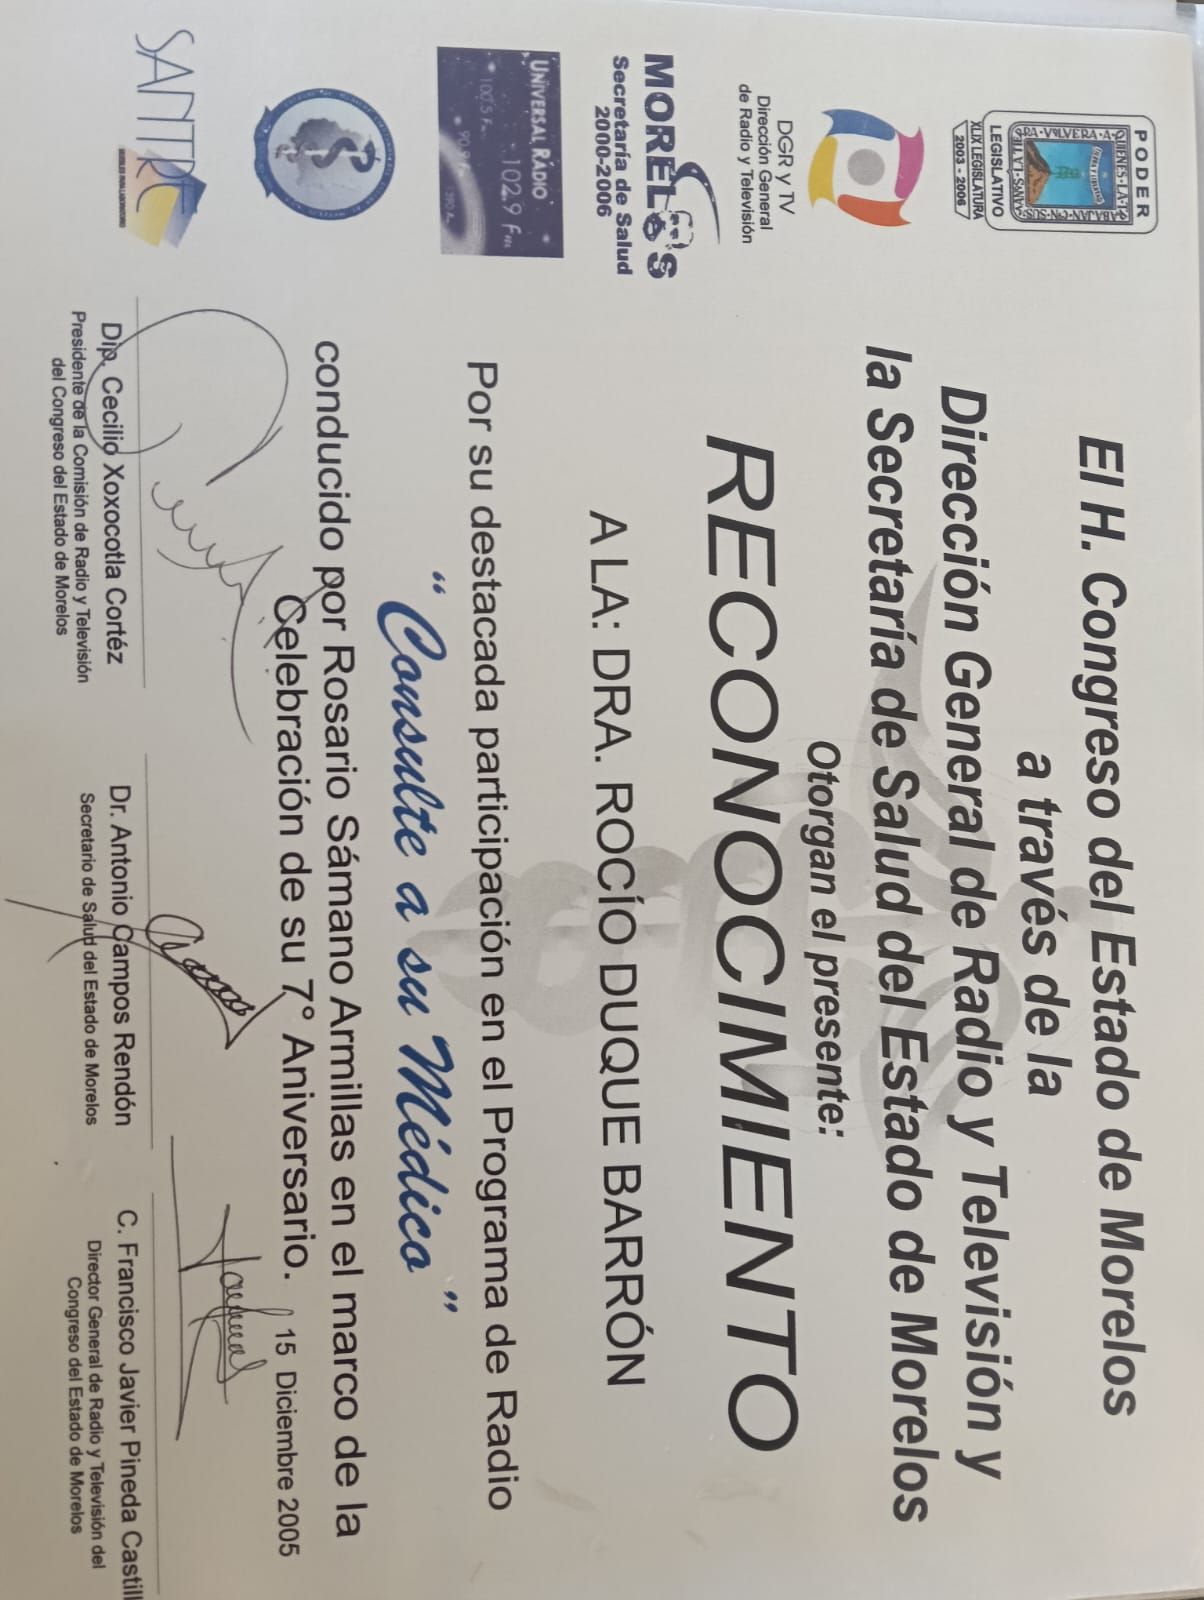 PODER
QUIENES LA
LEGISLATIVO
XLIX LEGISLATURA
2003 - 2006
DGR y TV
Dirección General
de Radio y Televisión
MORELOS
Secretaría de Salud
2000-2006
UNIVERSAL RADIO
102.9 Fm
100.5 F
SANTRE
El H. Congreso del Estado de Morelos
a través de la
Dirección General de Radio y Televisión y
la Secretaría de Salud del Estado de Morelos
Otorgan el presente:
RECONOCIMIENTO
A LA: DRA. ROCÍO DUQUE BARRÓN
Por su destacada participación en el Programa de Radio
“Consulte a su Médico”
conducido por Rosario Sámano Armillas en el marco de la
Celebración de su 7° Aniversario.
15 Diciembre 2005
Dip. Cecilio Xoxocotla Cortéz
Presidente de la Comisión de Radio y Televisión
del Congreso del Estado de Morelos
Dr. Antonio Campos Rendón
Secretario de Salud del Estado de Morelos
C. Francisco Javier Pineda Castill
Director General de Radio y Televisión del
Congreso del Estado de Morelos